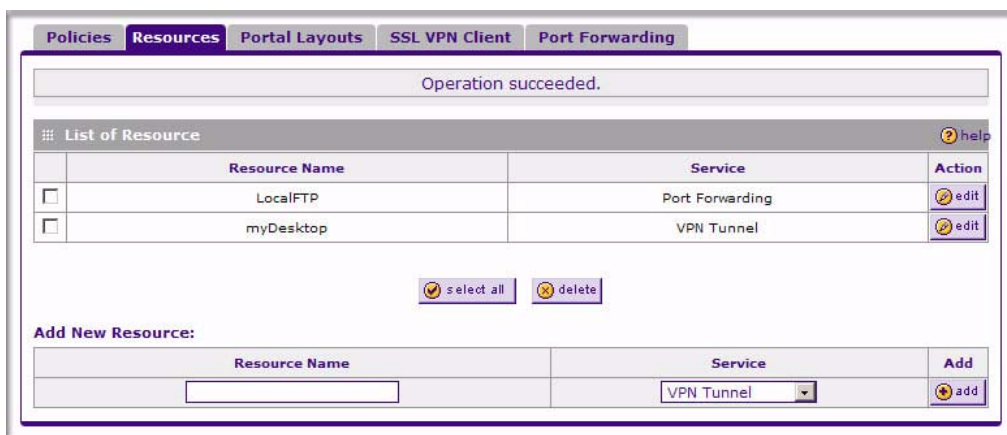 Policies Resources Portal Layouts SSL VPN Client Port Forwarding
Operation succeeded.
List of Resource help
Resource Name Service Action
LocalFTP Port Forwarding edit
myDesktop VPN Tunnel edit
select all delete
Add New Resource:
Resource Name Service Add
VPN Tunnel add